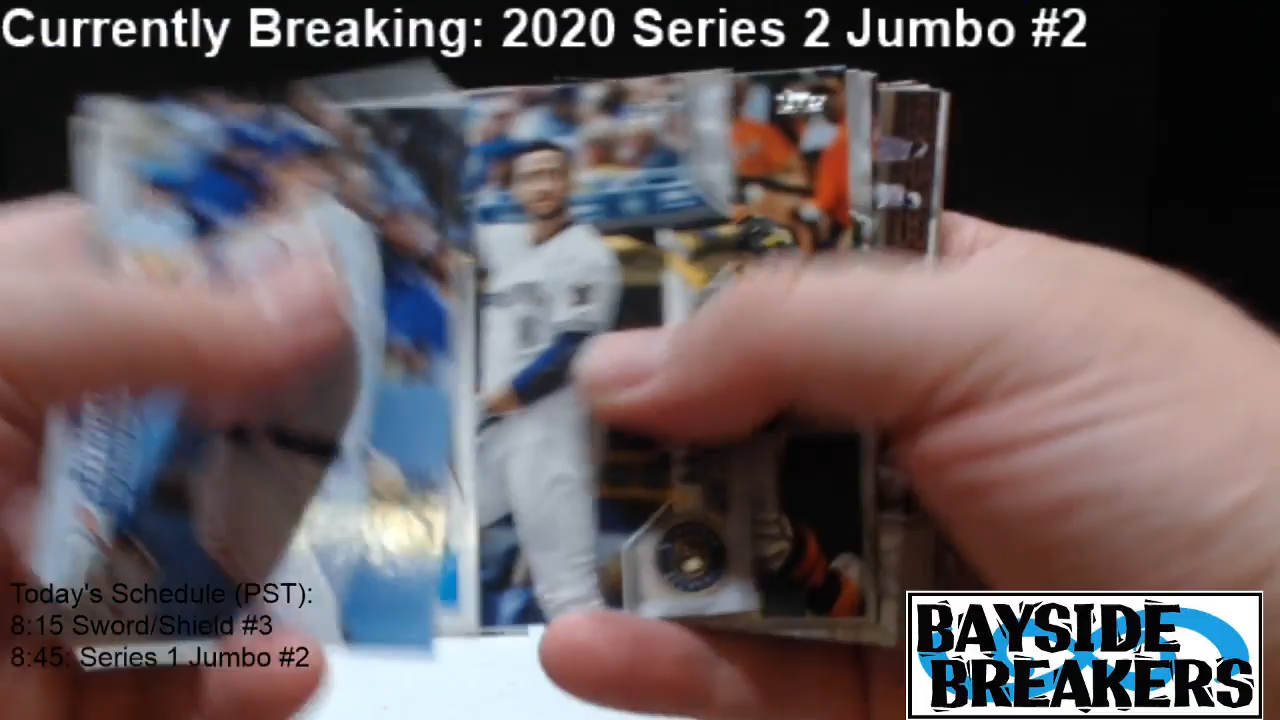 Currently Breaking: 2020 Series 2 Jumbo #2
Today's Schedule (PST):
8:15 Sword/Shield #3
8:45: Series 1 Jumbo #2
BAYSIDE
BREAKERS